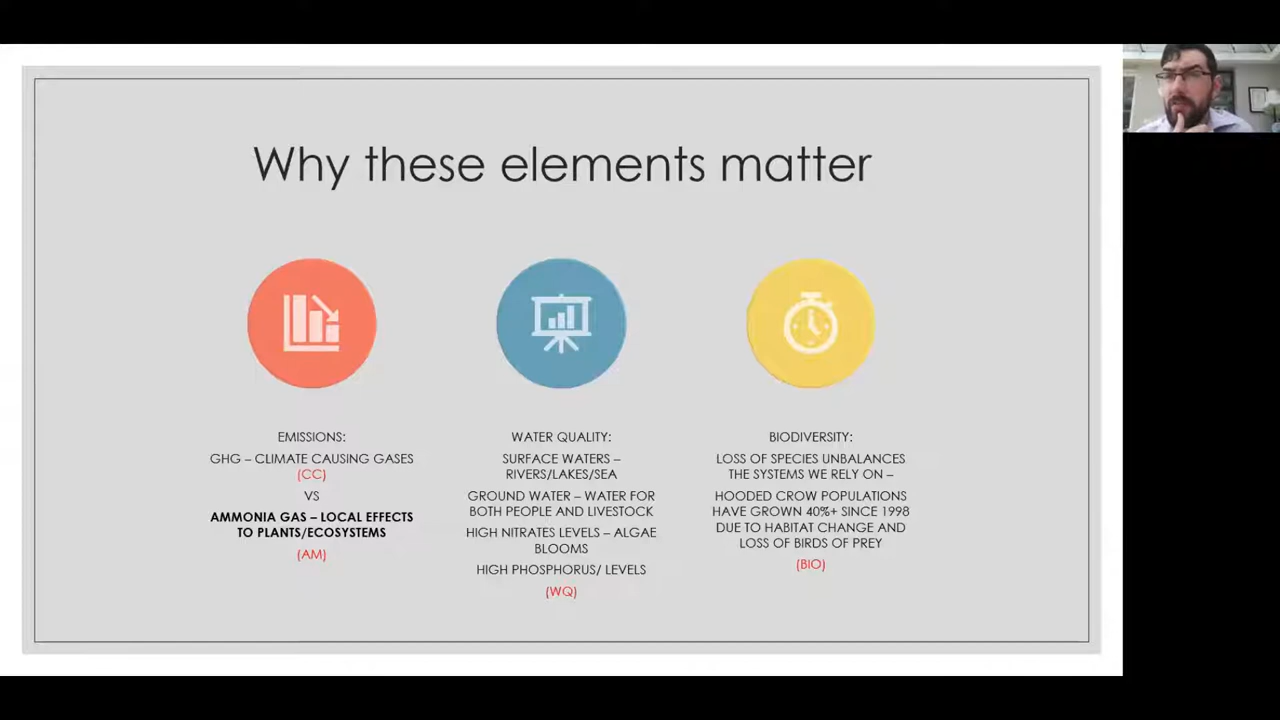 Why these elements matter
EMISSIONS:
GHG – CLIMATE CAUSING GASES
(CC)
VS
AMMONIA GAS – LOCAL EFFECTS
TO PLANTS/ECOSYSTEMS
(AM)
WATER QUALITY:
SURFACE WATERS –
RIVERS/LAKES/SEA
GROUND WATER – WATER FOR
BOTH PEOPLE AND LIVESTOCK
HIGH NITRATES LEVELS – ALGAE
BLOOMS
HIGH PHOSPHORUS/ LEVELS
(WQ)
BIODIVERSITY:
LOSS OF SPECIES UNBALANCES
THE SYSTEMS WE RELY ON –
HOODED CROW POPULATIONS
HAVE GROWN 40%+ SINCE 1998
DUE TO HABITAT CHANGE AND
LOSS OF BIRDS OF PREY
(BIO)